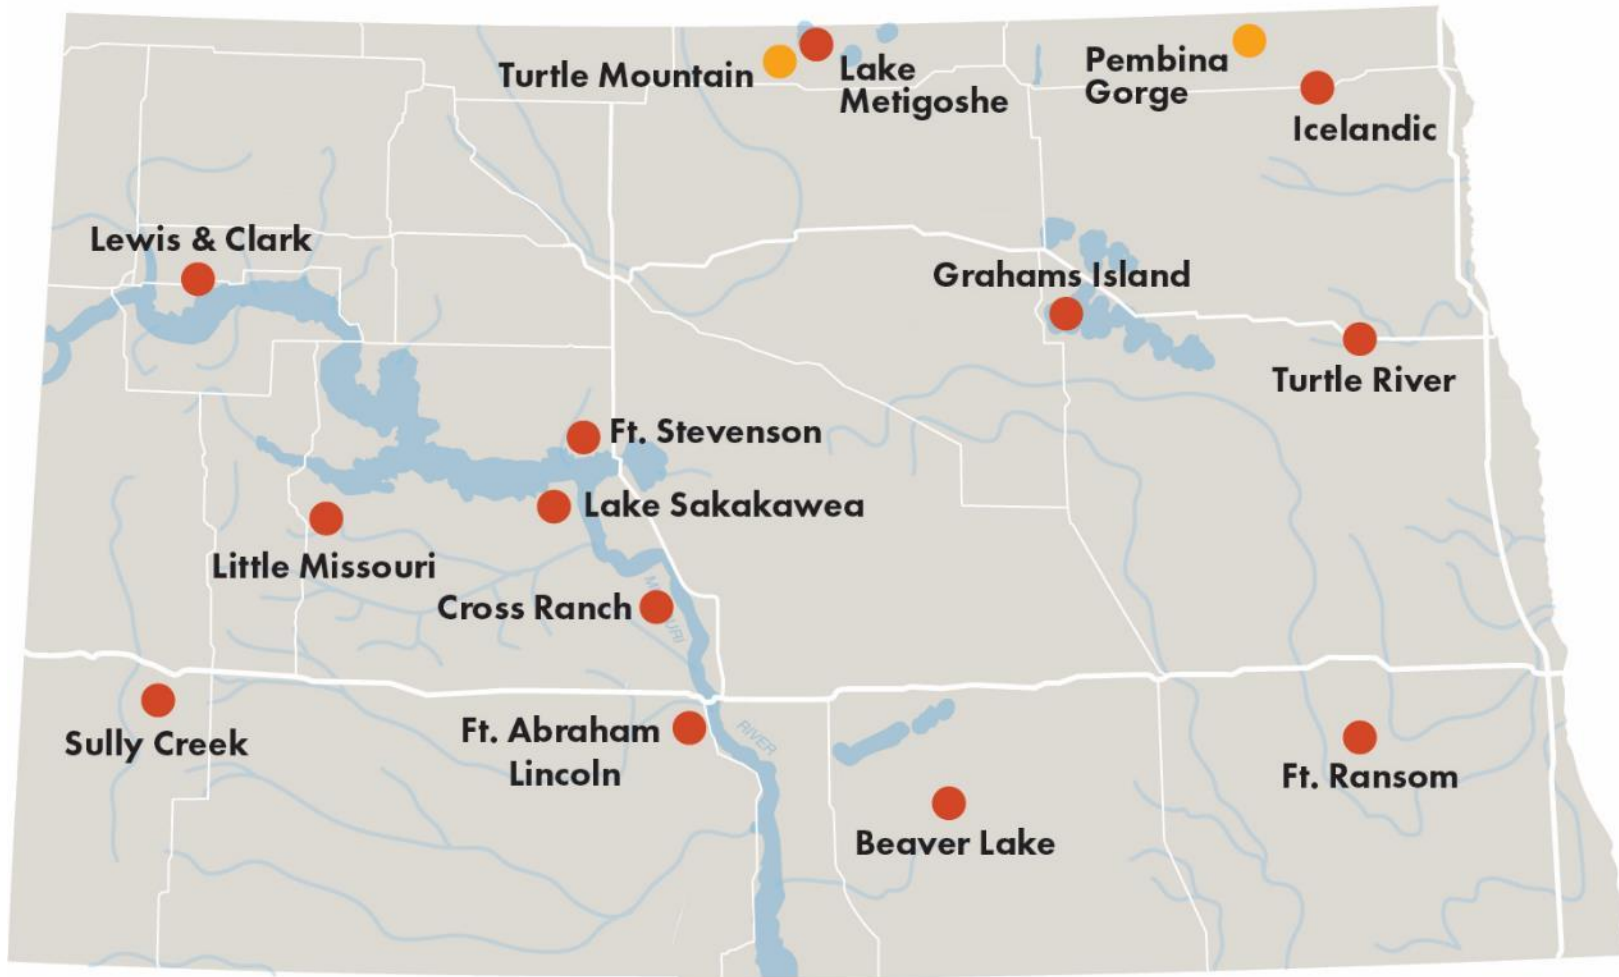 Turtle Mountain
Lake
Metigoshe
Pembina
Gorge
Icelandic
Lewis & Clark
Grahams Island
Turtle River
Ft. Stevenson
Lake Sakakawea
Little Missouri
Cross Ranch
Sully Creek
Ft. Abraham
Lincoln
RIVER
Ft. Ransom
Beaver Lake